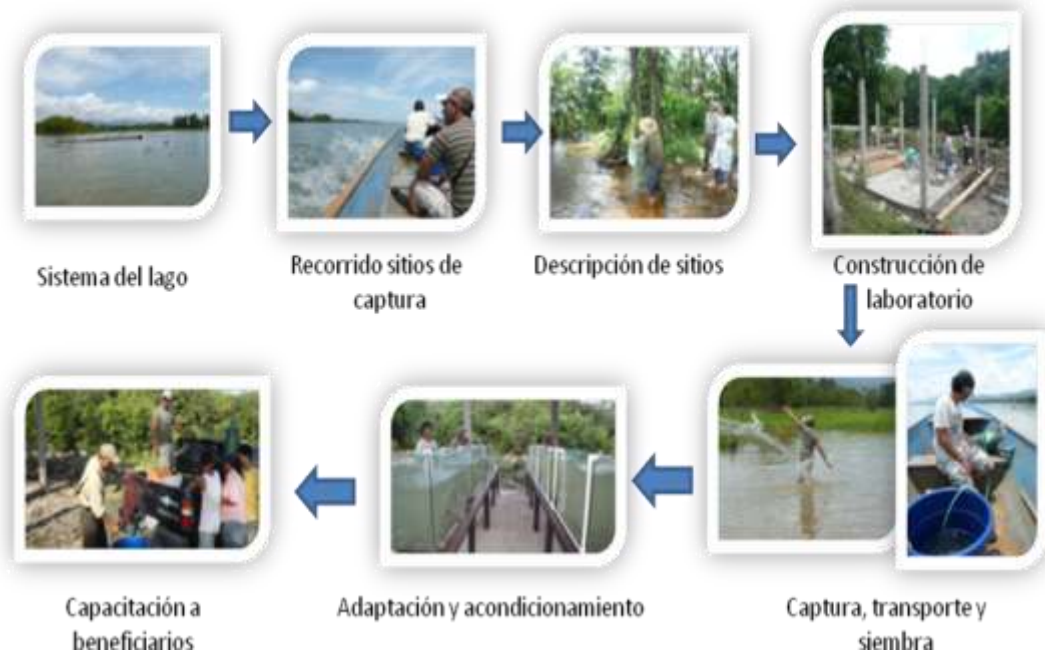 Sistema del lago
Recorrido sitios de
captura
Descripción de sitios
Construcción de
laboratorio
Captura, transporte y
siembra
Adaptación y acondicionamiento
Capacitación a
beneficiarios